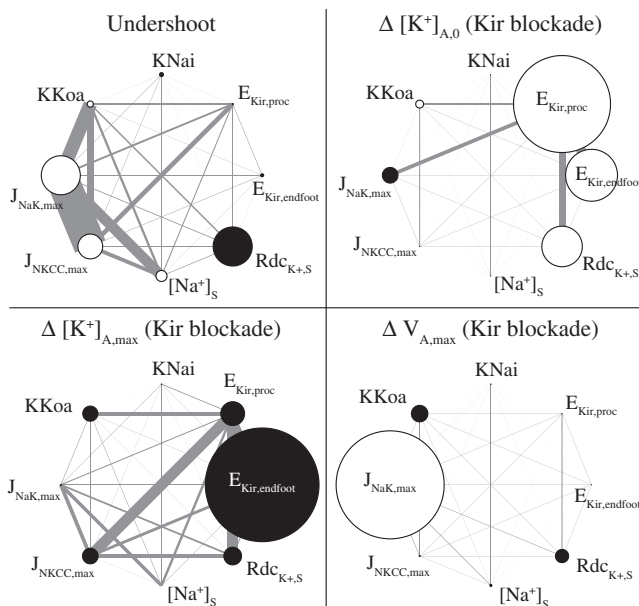 Undershoot
KNai
KKoa
E_Kir,proc
J_NaK,max
E_Kir,endfoot
J_NKCC,max
Rdc_K+,S
[Na⁺]_S
Δ [K⁺]_A,0 (Kir blockade)
KNai
KKoa
E_Kir,proc
J_NaK,max
E_Kir,endfoot
J_NKCC,max
Rdc_K+,S
[Na⁺]_S
Δ [K⁺]_A,max (Kir blockade)
KNai
KKoa
E_Kir,proc
J_NaK,max
E_Kir,endfoot
J_NKCC,max
Rdc_K+,S
[Na⁺]_S
Δ V_A,max (Kir blockade)
KNai
KKoa
E_Kir,proc
J_NaK,max
E_Kir,endfoot
J_NKCC,max
Rdc_K+,S
[Na⁺]_S